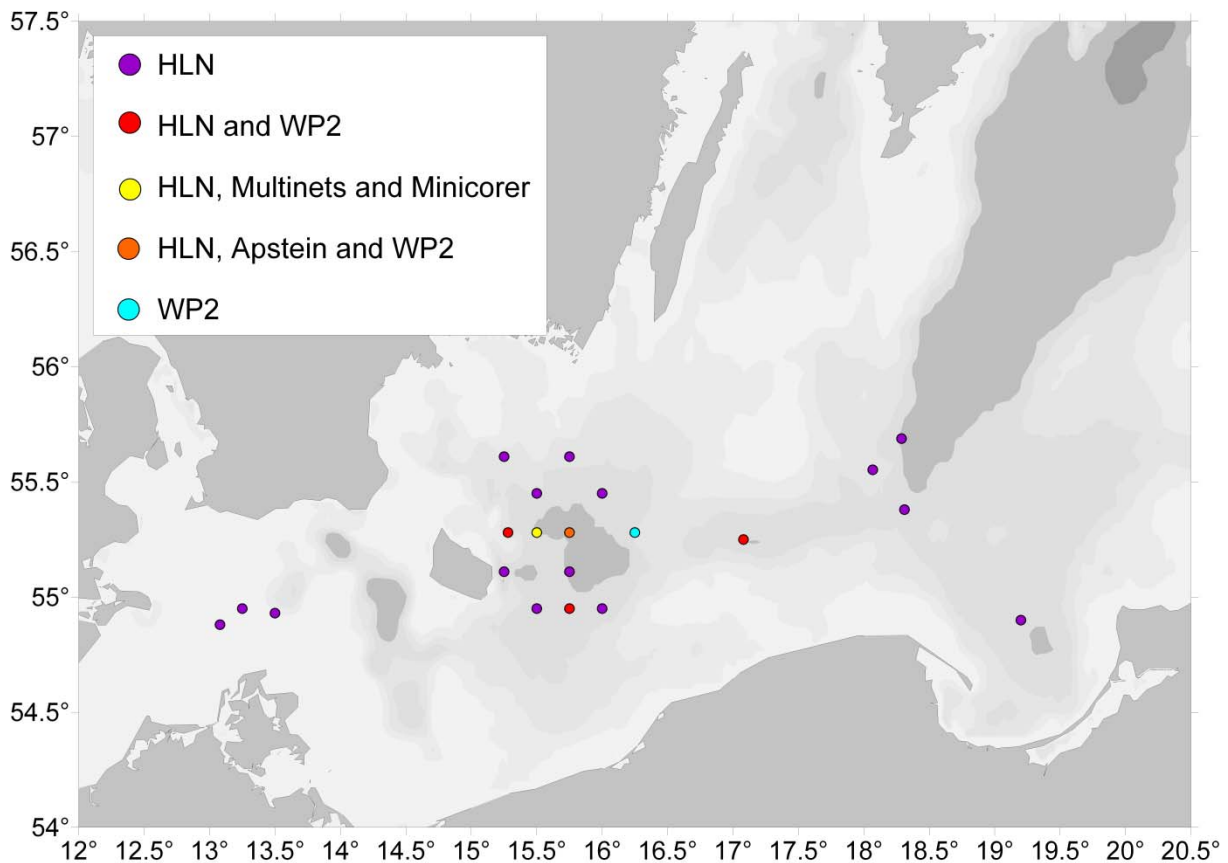 57.5°
HLN
HLN and WP2
57°
HLN, Multinets and Minicorer
HLN, Apstein and WP2
56.5°
WP2
56°
55.5°
55°
54.5°
54°
12° 12.5° 13° 13.5° 14° 14.5° 15° 15.5° 16° 16.5° 17° 17.5° 18° 18.5° 19° 19.5° 20° 20.5°